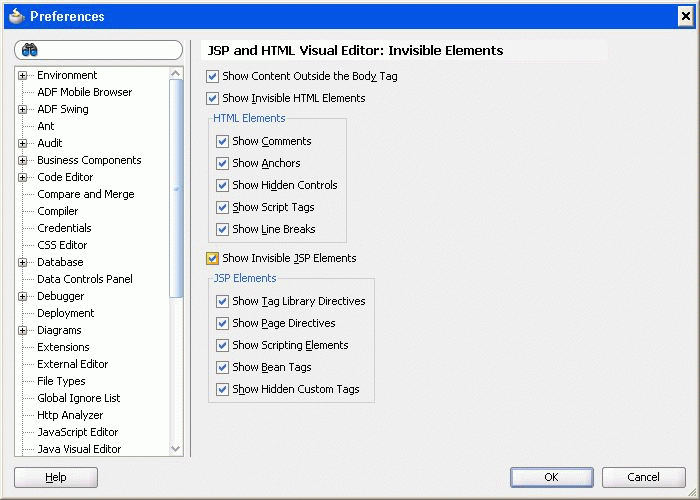 Preferences
JSP and HTML Visual Editor: Invisible Elements
Environment
ADF Mobile Browser
ADF Swing
Ant
Audit
Business Components
Code Editor
Compare and Merge
Compiler
Credentials
CSS Editor
Database
Data Controls Panel
Debugger
Deployment
Diagrams
Extensions
External Editor
File Types
Global Ignore List
Http Analyzer
JavaScript Editor
Java Visual Editor
Show Content Outside the Body Tag
Show Invisible HTML Elements
HTML Elements
Show Comments
Show Anchors
Show Hidden Controls
Show Script Tags
Show Line Breaks
Show Invisible JSP Elements
JSP Elements
Show Tag Library Directives
Show Page Directives
Show Scripting Elements
Show Bean Tags
Show Hidden Custom Tags
Help
OK
Cancel